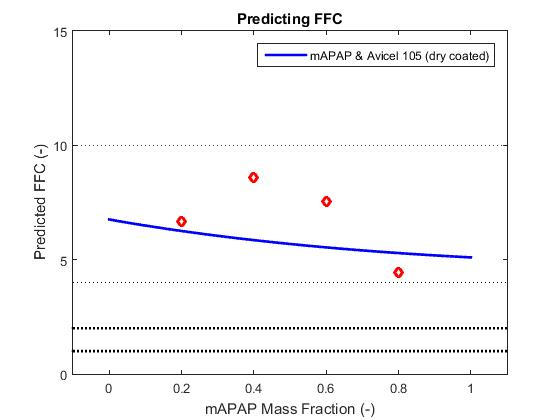 Predicting FFC
mAPAP & Avicel 105 (dry coated)
15
10
5
0
Predicted FFC (-)
0
0.2
0.4
0.6
0.8
1
mAPAP Mass Fraction (-)